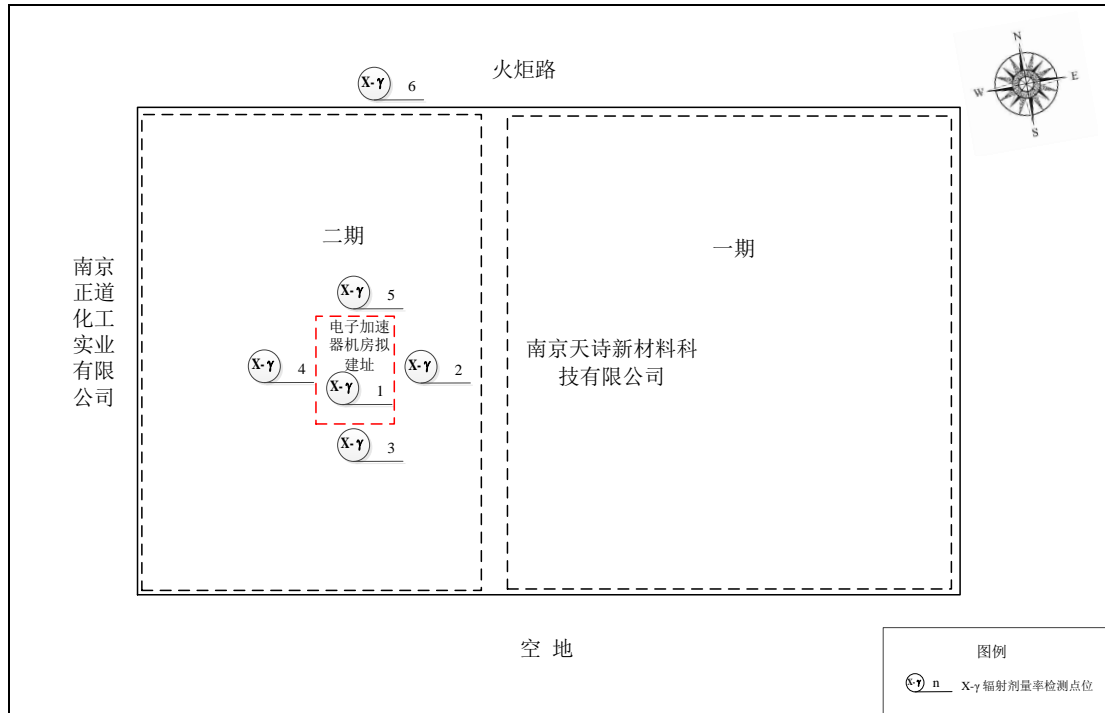 火炬路
X-γ 6
N
E
W
S
二期
一期
南京
正道
化工
实业
有限
公司
X-γ 5
电子加速
器机房拟
建址
X-γ 4
X-γ 2
X-γ 1
X-γ 3
南京天诗新材料科
技有限公司
空 地
图例
X-γ n X-γ 辐射剂量率检测点位